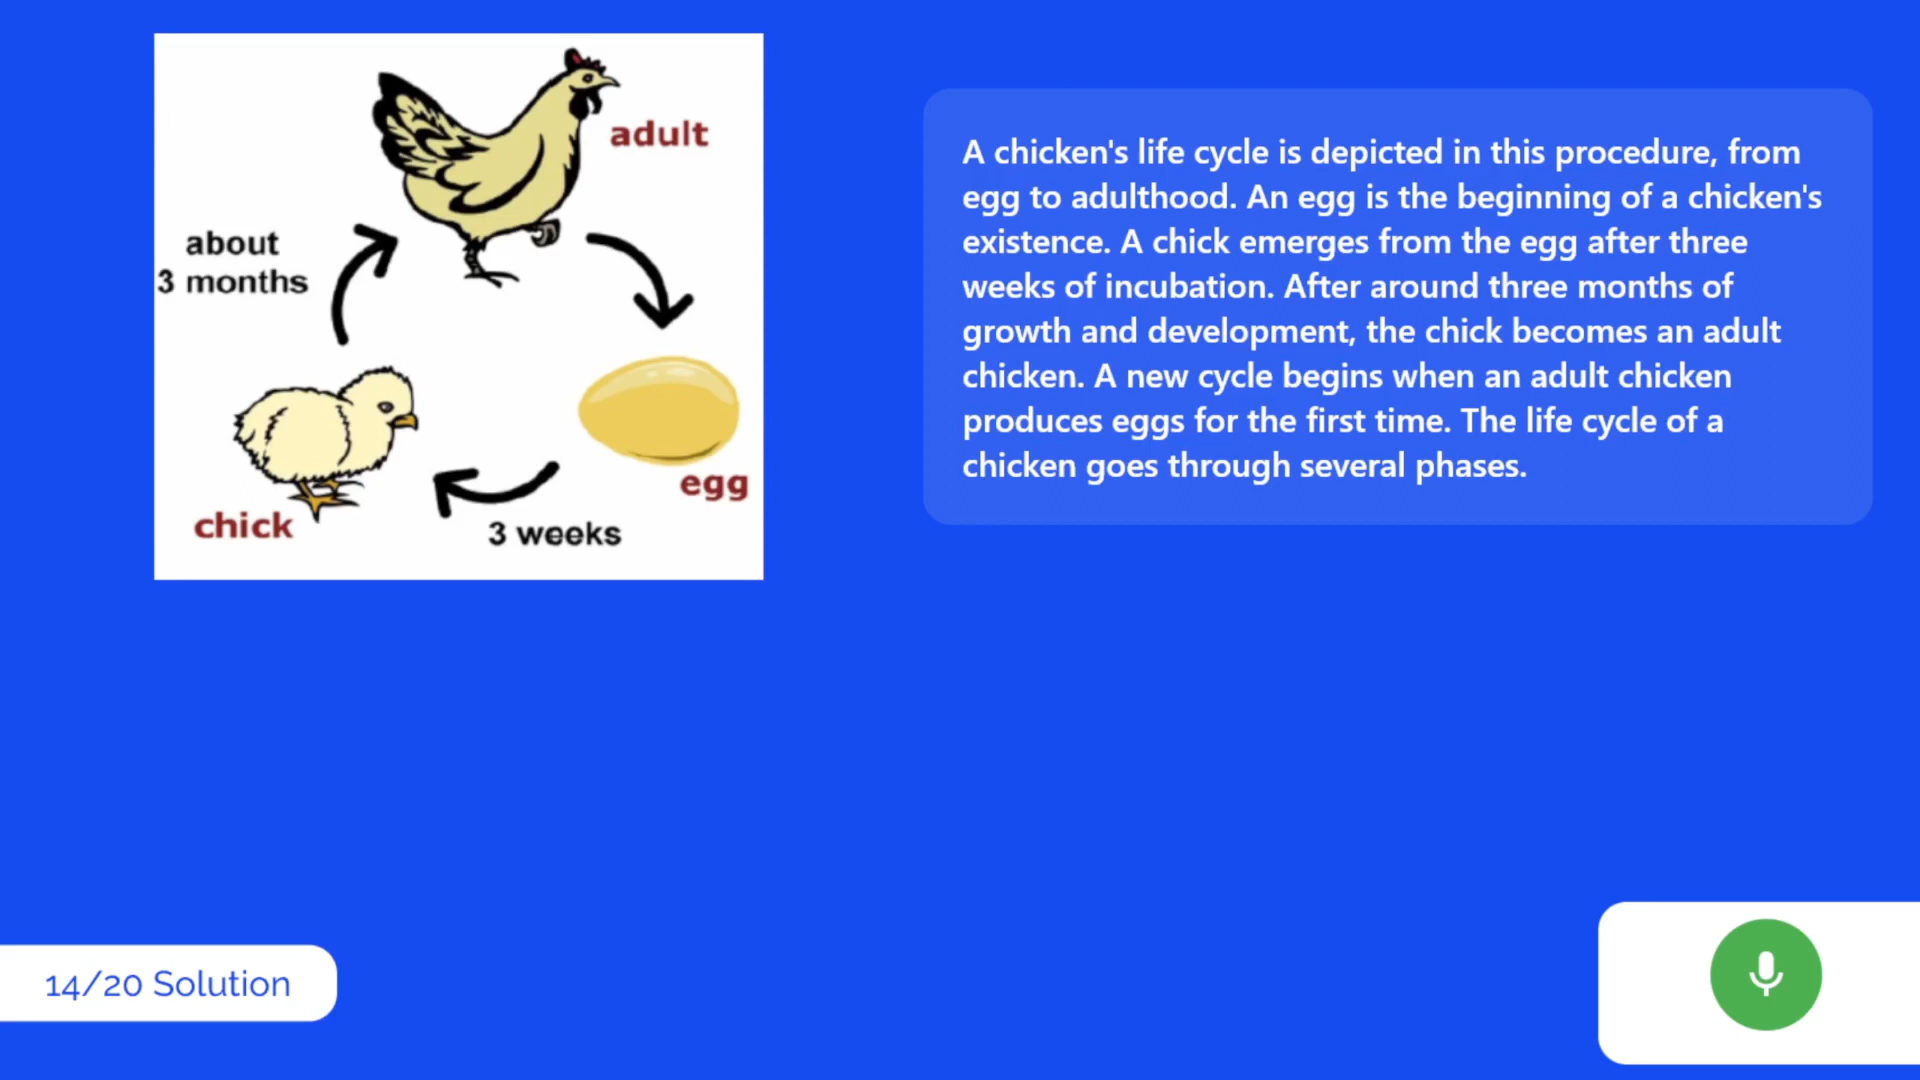 adult
about
3 months
egg
chick
3 weeks
A chicken's life cycle is depicted in this procedure, from
egg to adulthood. An egg is the beginning of a chicken's
existence. A chick emerges from the egg after three
weeks of incubation. After around three months of
growth and development, the chick becomes an adult
chicken. A new cycle begins when an adult chicken
produces eggs for the first time. The life cycle of a
chicken goes through several phases.
14/20 Solution